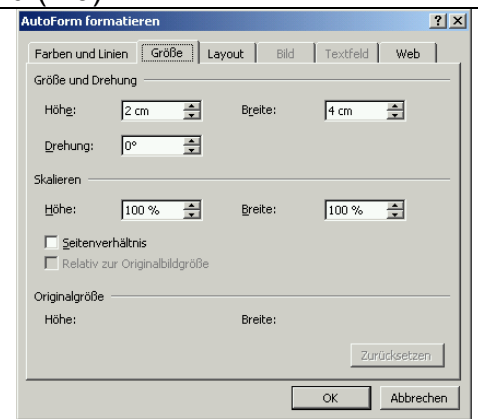 AutoForm formatieren
Farben und Linien Größe Layout Bild Textfeld Web
Größe und Drehung
Höhe: 2 cm Breite: 4 cm
Drehung: 0°
Skalieren
Höhe: 100 % Breite: 100 %
Seitenverhältnis
Relativ zur Originalbildgröße
Originalgröße
Höhe: Breite:
Zurücksetzen
OK Abbrechen